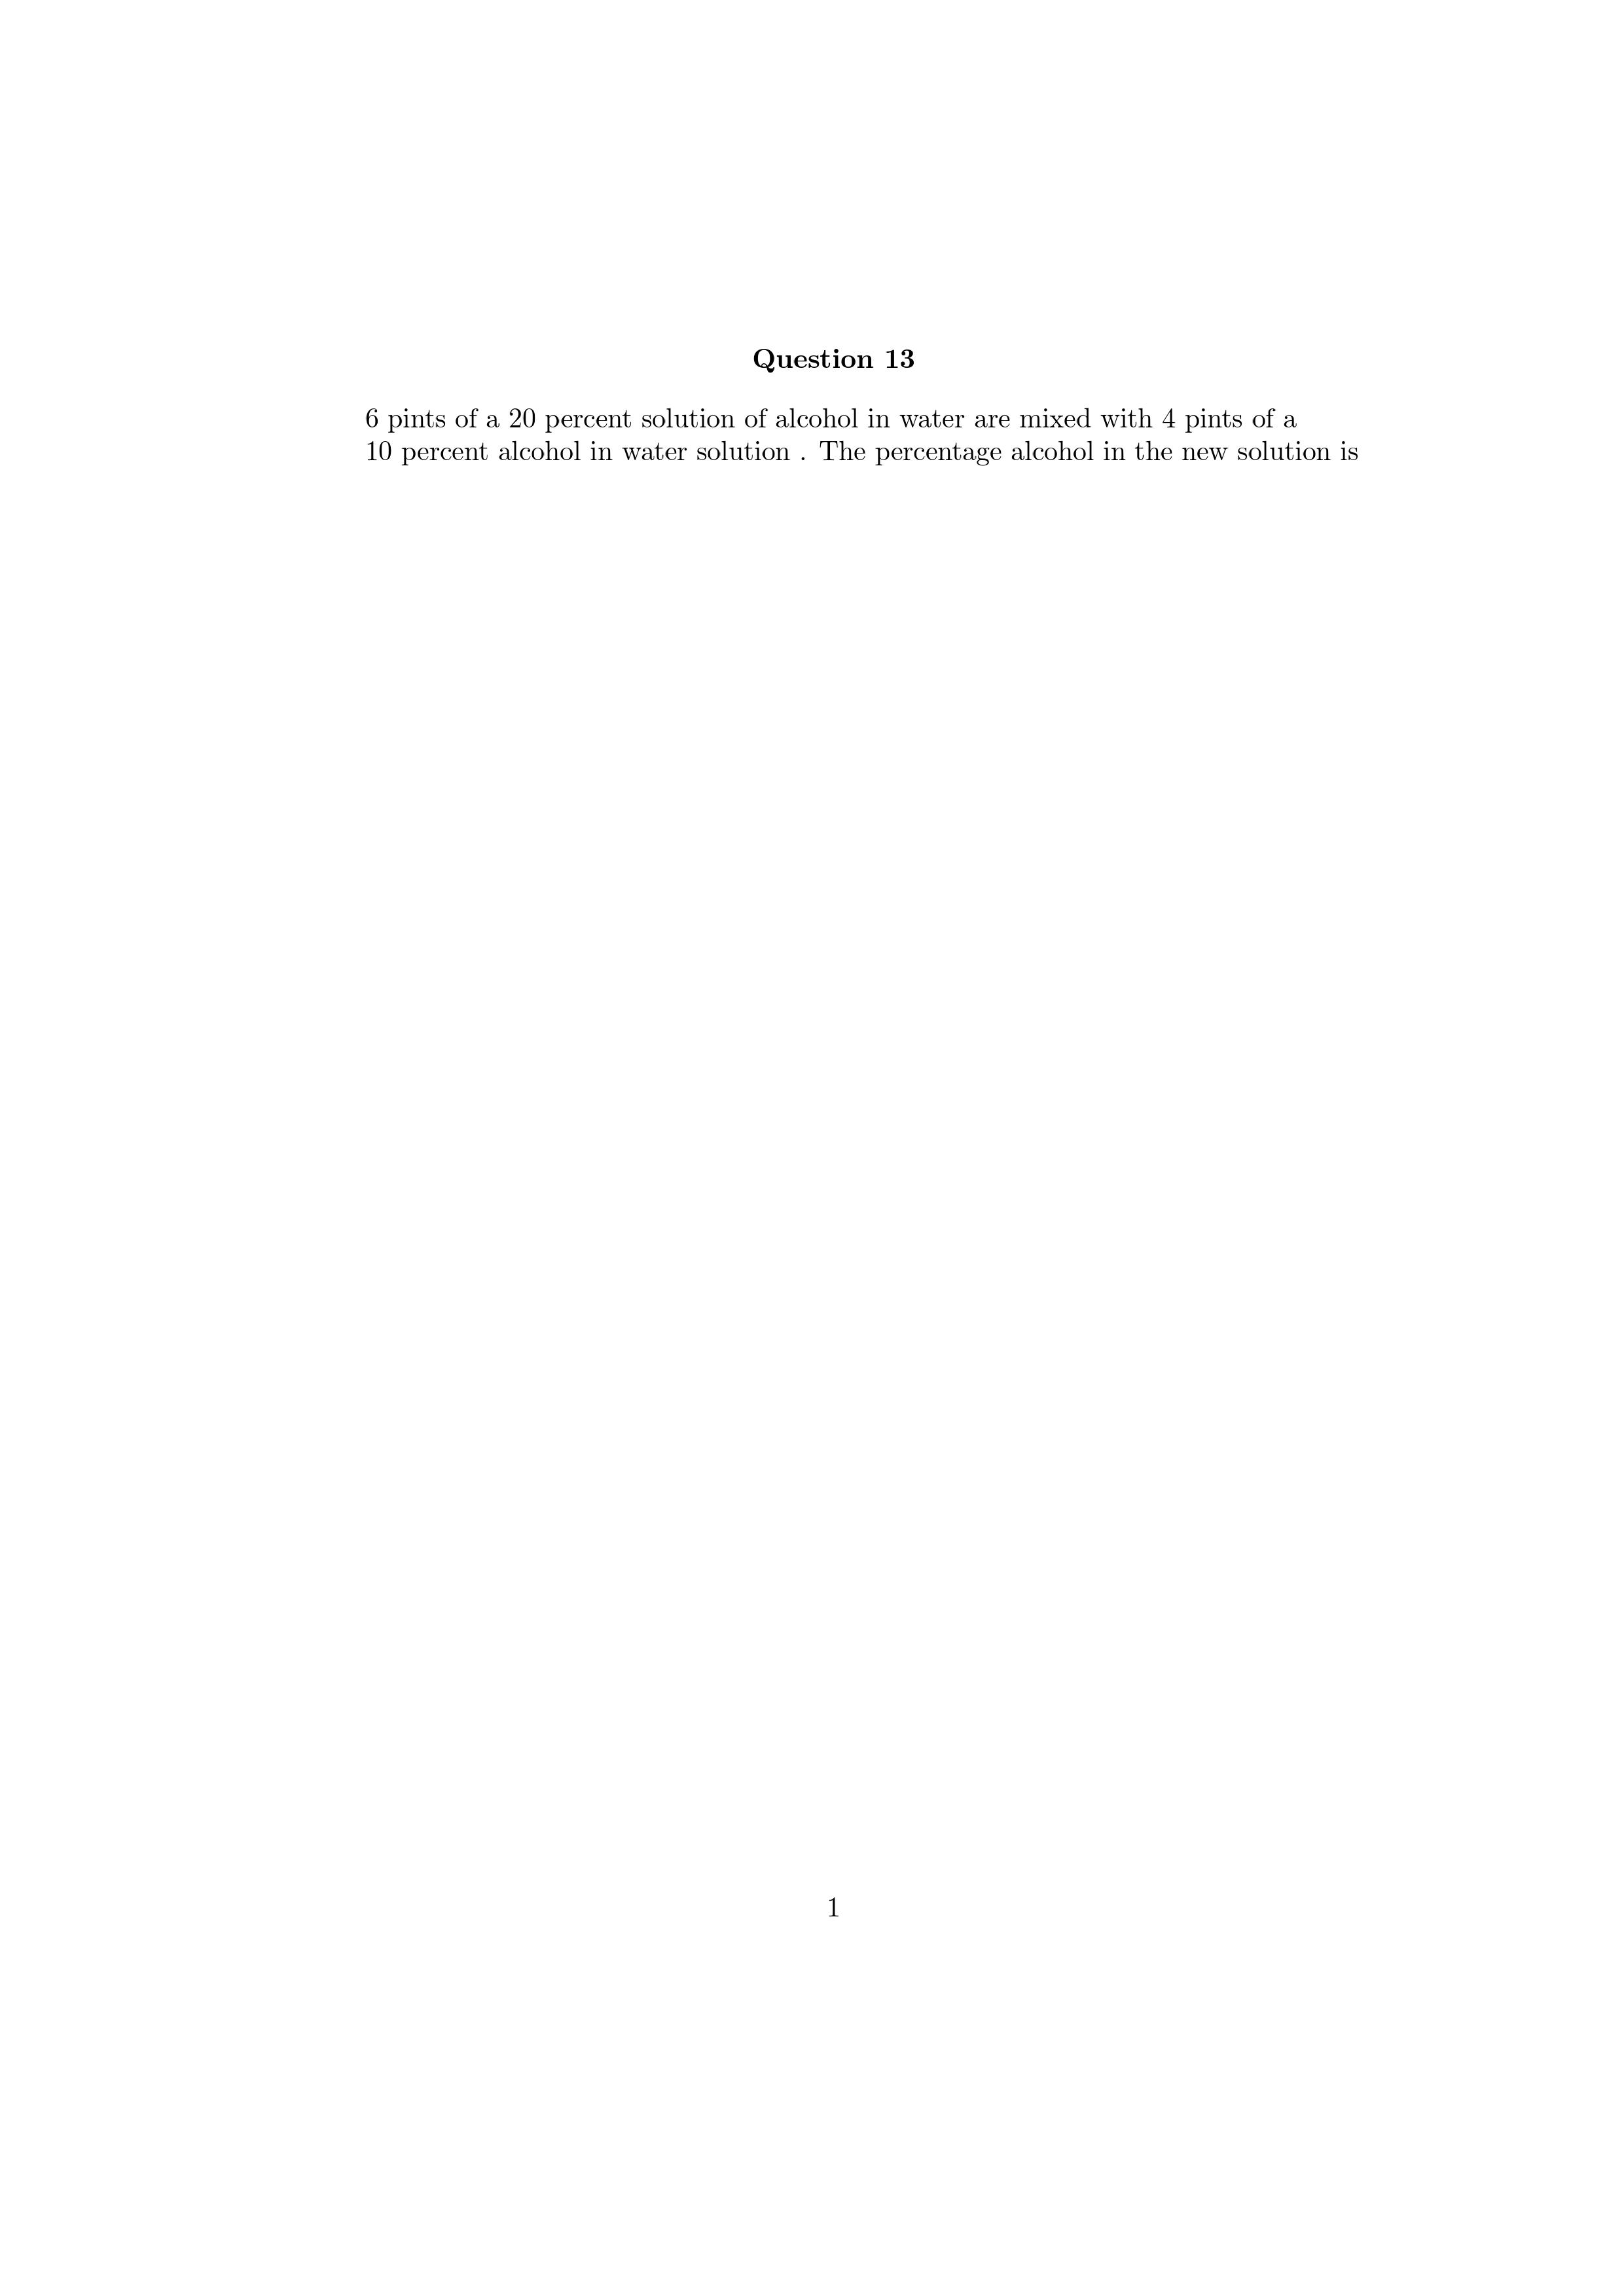 Question 13
6 pints of a 20 percent solution of alcohol in water are mixed with 4 pints of a
10 percent alcohol in water solution . The percentage alcohol in the new solution is
1